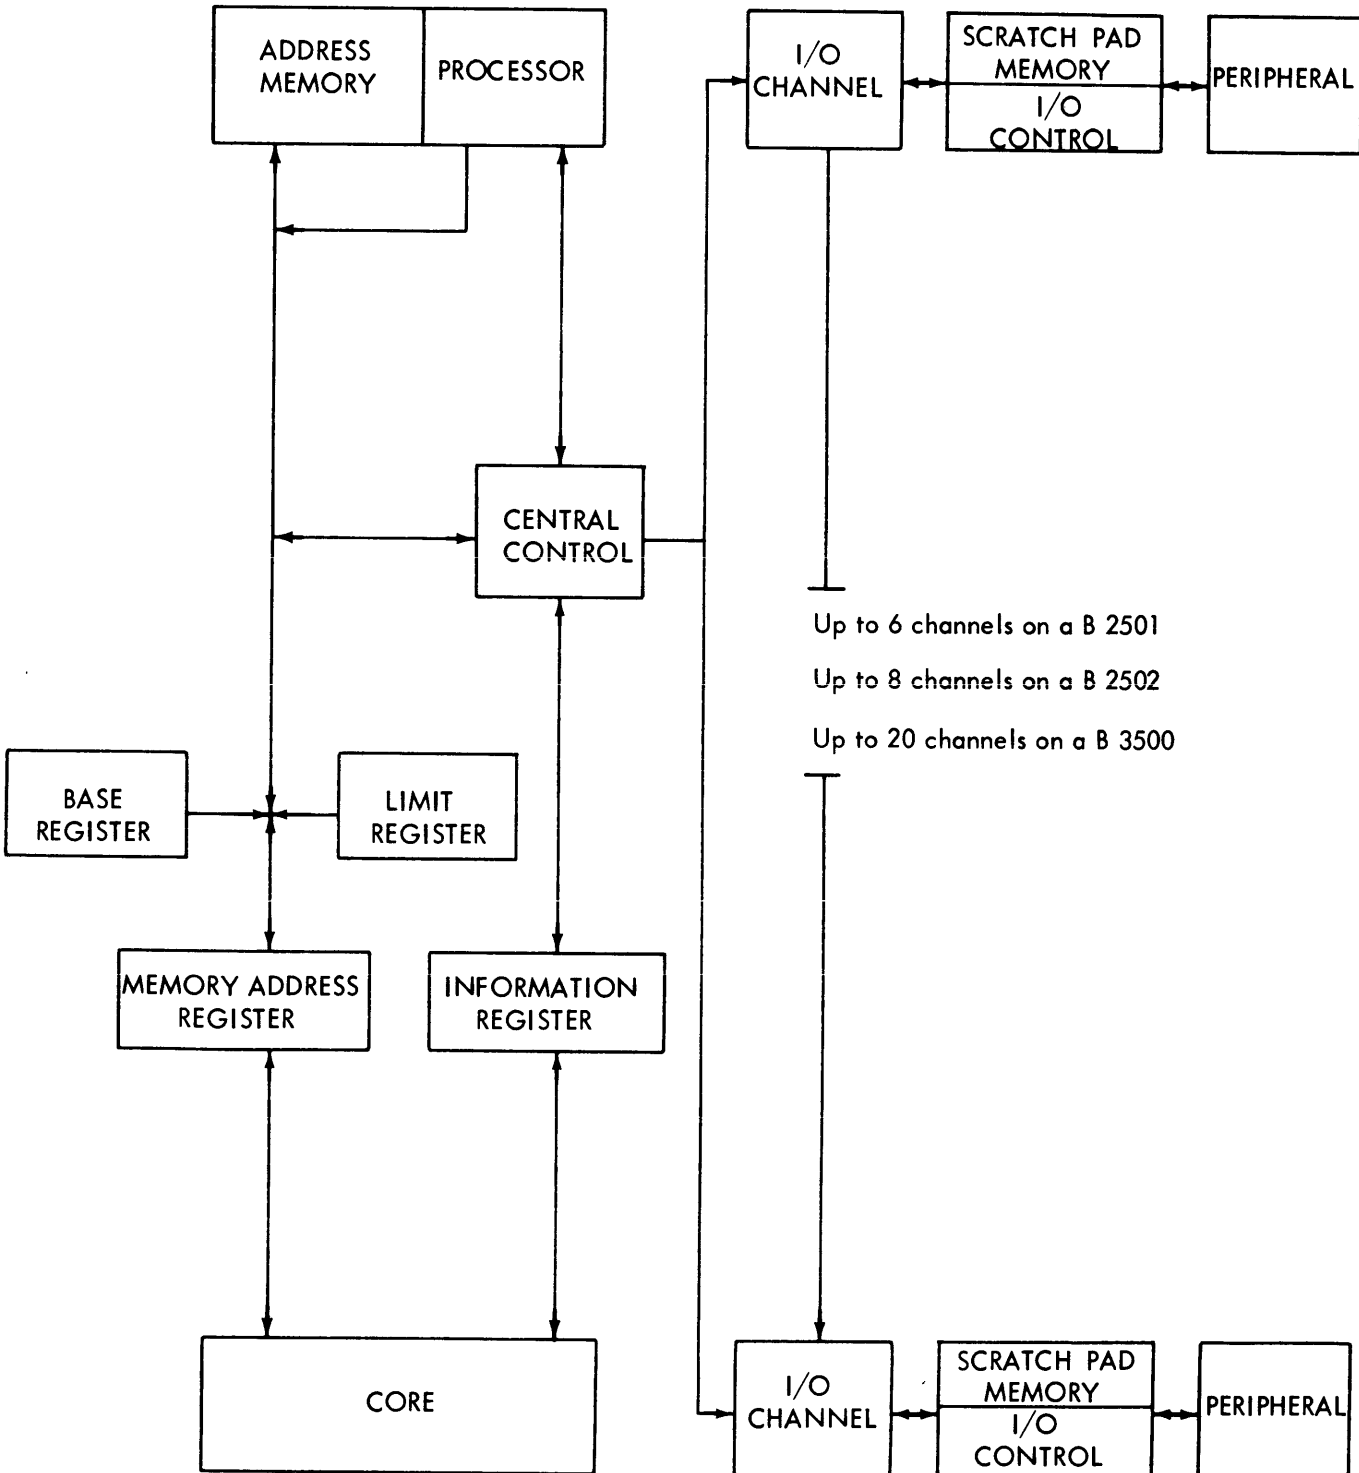 ADDRESS
MEMORY
PROCESSOR
I/O
CHANNEL
SCRATCH PAD
MEMORY
I/O
CONTROL
PERIPHERAL
CENTRAL
CONTROL
Up to 6 channels on a B 2501
Up to 8 channels on a B 2502
Up to 20 channels on a B 3500
BASE
REGISTER
LIMIT
REGISTER
MEMORY ADDRESS
REGISTER
INFORMATION
REGISTER
CORE
I/O
CHANNEL
SCRATCH PAD
MEMORY
I/O
CONTROL
PERIPHERAL